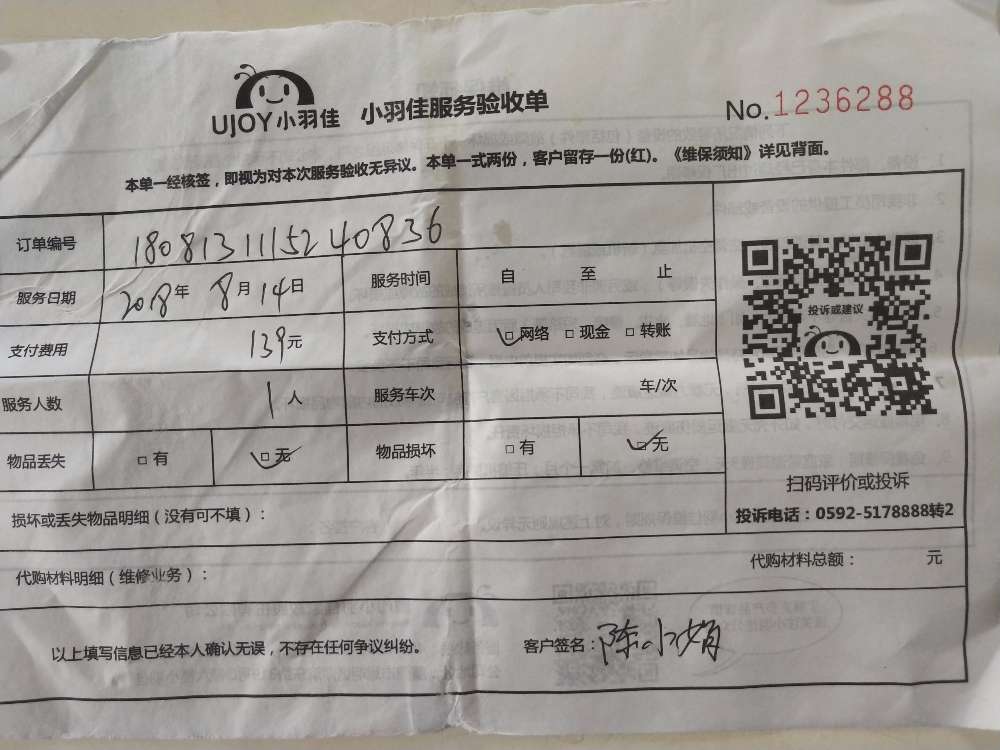 UJOY小羽佳 小羽佳服务验收单
No.1236288
本单一经核签，即视为对本次服务验收无异议。本单一式两份，客户留存一份(红)。《维保须知》详见背面。
订单编号 1808131115240836
服务日期 2018年 8月14日 服务时间 自 至 止
支付费用 139元 支付方式 □网络 □现金 □转账
服务人数 1人 服务车次 车/次
物品丢失 □有 □无 物品损坏 □有 □无
投诉或建议
扫码评价或投诉
投诉电话：0592-5178888转2
损坏或丢失物品明细（没有可不填）：
代购材料明细（维修业务）： 代购材料总额： 元
以上填写信息已经本人确认无误，不存在任何争议纠纷。 客户签名：陈小娟